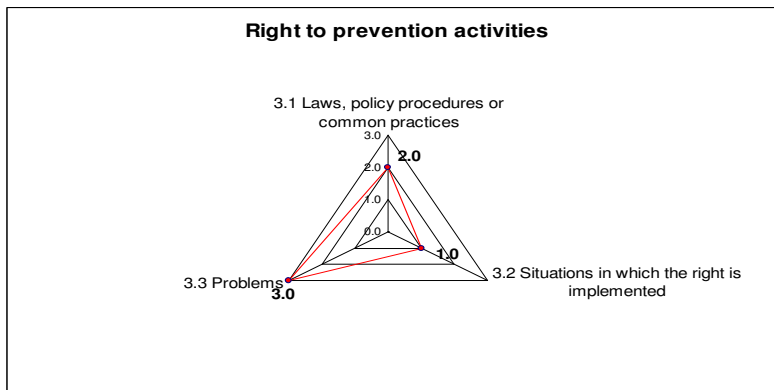 Right to prevention activities
3.1 Laws, policy procedures or
common practices
3.0
2.0
2.0
1.0
0.0
1.0
3.2 Situations in which the right is
implemented
3.3 Problems
3.0